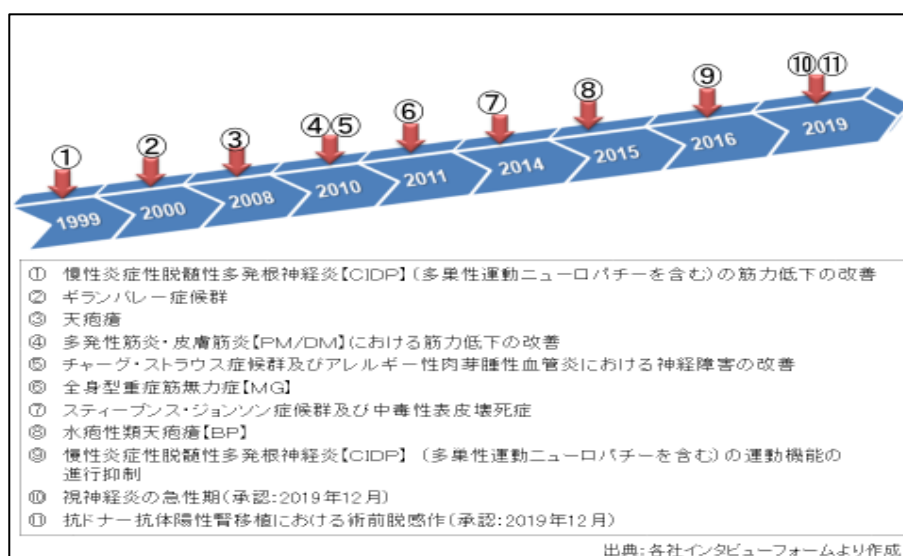 ① ② ③ ④⑤ ⑥ ⑦ ⑧ ⑨ ⑩⑪
1999 2000 2008 2010 2011 2014 2015 2016 2019
① 慢性炎症性脱髄性多発根神経炎【CIDP】(多巣性運動ニューロパチーを含む)の筋力低下の改善
② ギランバレー症候群
③ 天疱瘡
④ 多発性筋炎・皮膚筋炎【PM/DM】における筋力低下の改善
⑤ チャーグ・ストラウス症候群及びアレルギー性肉芽腫性血管炎における神経障害の改善
⑥ 全身型重症筋無力症【MG】
⑦ スティーブンス・ジョンソン症候群及び中毒性表皮壊死症
⑧ 水疱性類天疱瘡【BP】
⑨ 慢性炎症性脱髄性多発根神経炎【CIDP】 (多巣性運動ニューロパチーを含む)の運動機能の
進行抑制
⑩ 視神経炎の急性期(承認:2019年12月)
⑪ 抗ドナー抗体陽性腎移植における術前脱感作(承認:2019年12月)
出典:各社インタビューフォームより作成